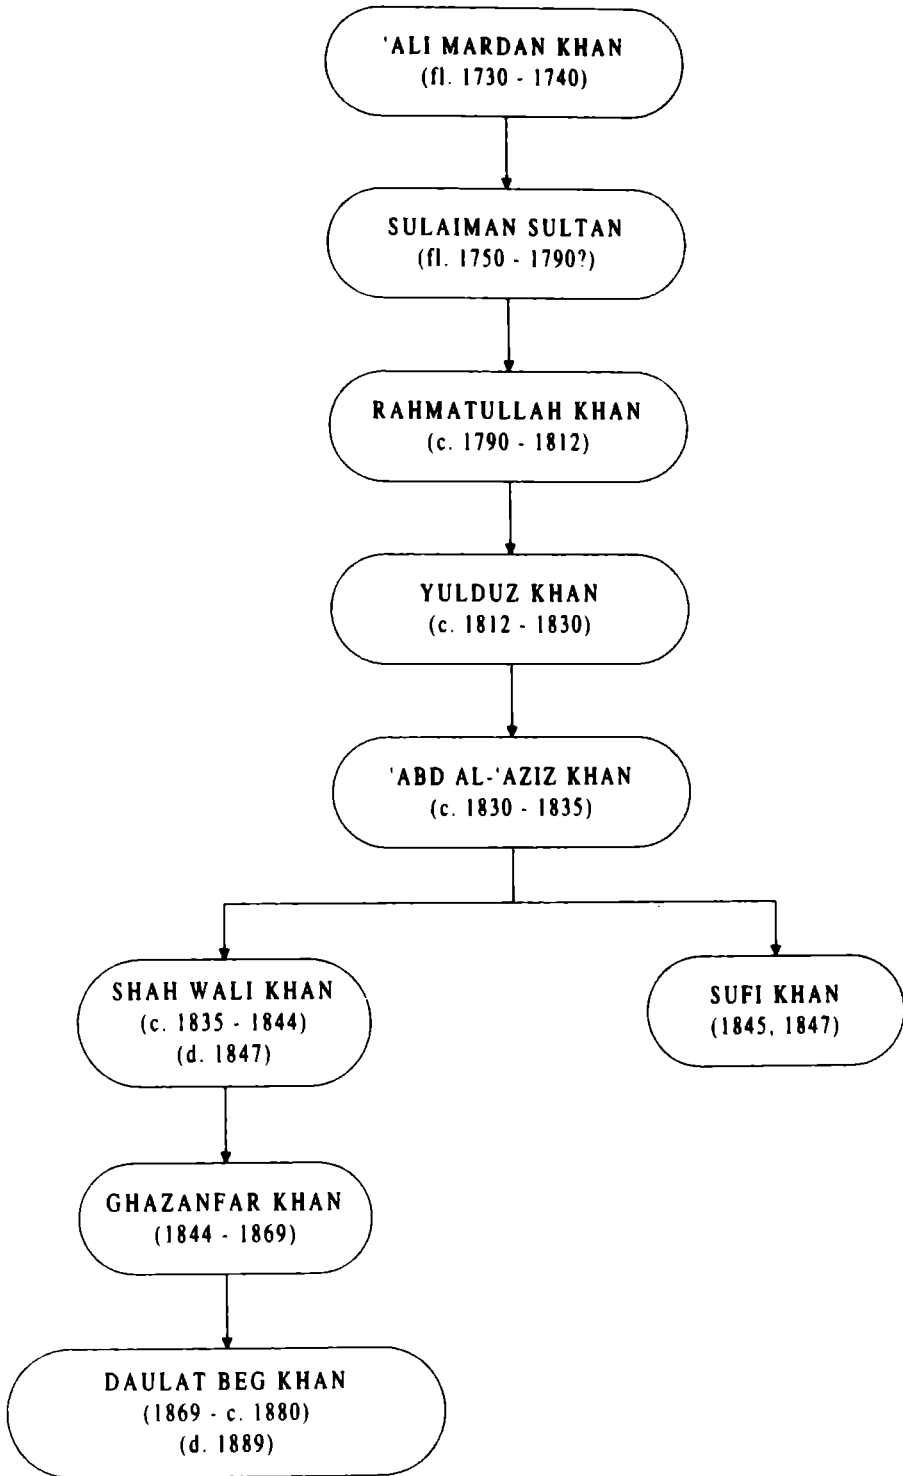 'ALI MARDAN KHAN
(fl. 1730 - 1740)
SULAIMAN SULTAN
(fl. 1750 - 1790?)
RAHMATULLAH KHAN
(c. 1790 - 1812)
YULDUZ KHAN
(c. 1812 - 1830)
'ABD AL-'AZIZ KHAN
(c. 1830 - 1835)
SHAH WALI KHAN
(c. 1835 - 1844)
(d. 1847)
SUFI KHAN
(1845, 1847)
GHAZANFAR KHAN
(1844 - 1869)
DAULAT BEG KHAN
(1869 - c. 1880)
(d. 1889)